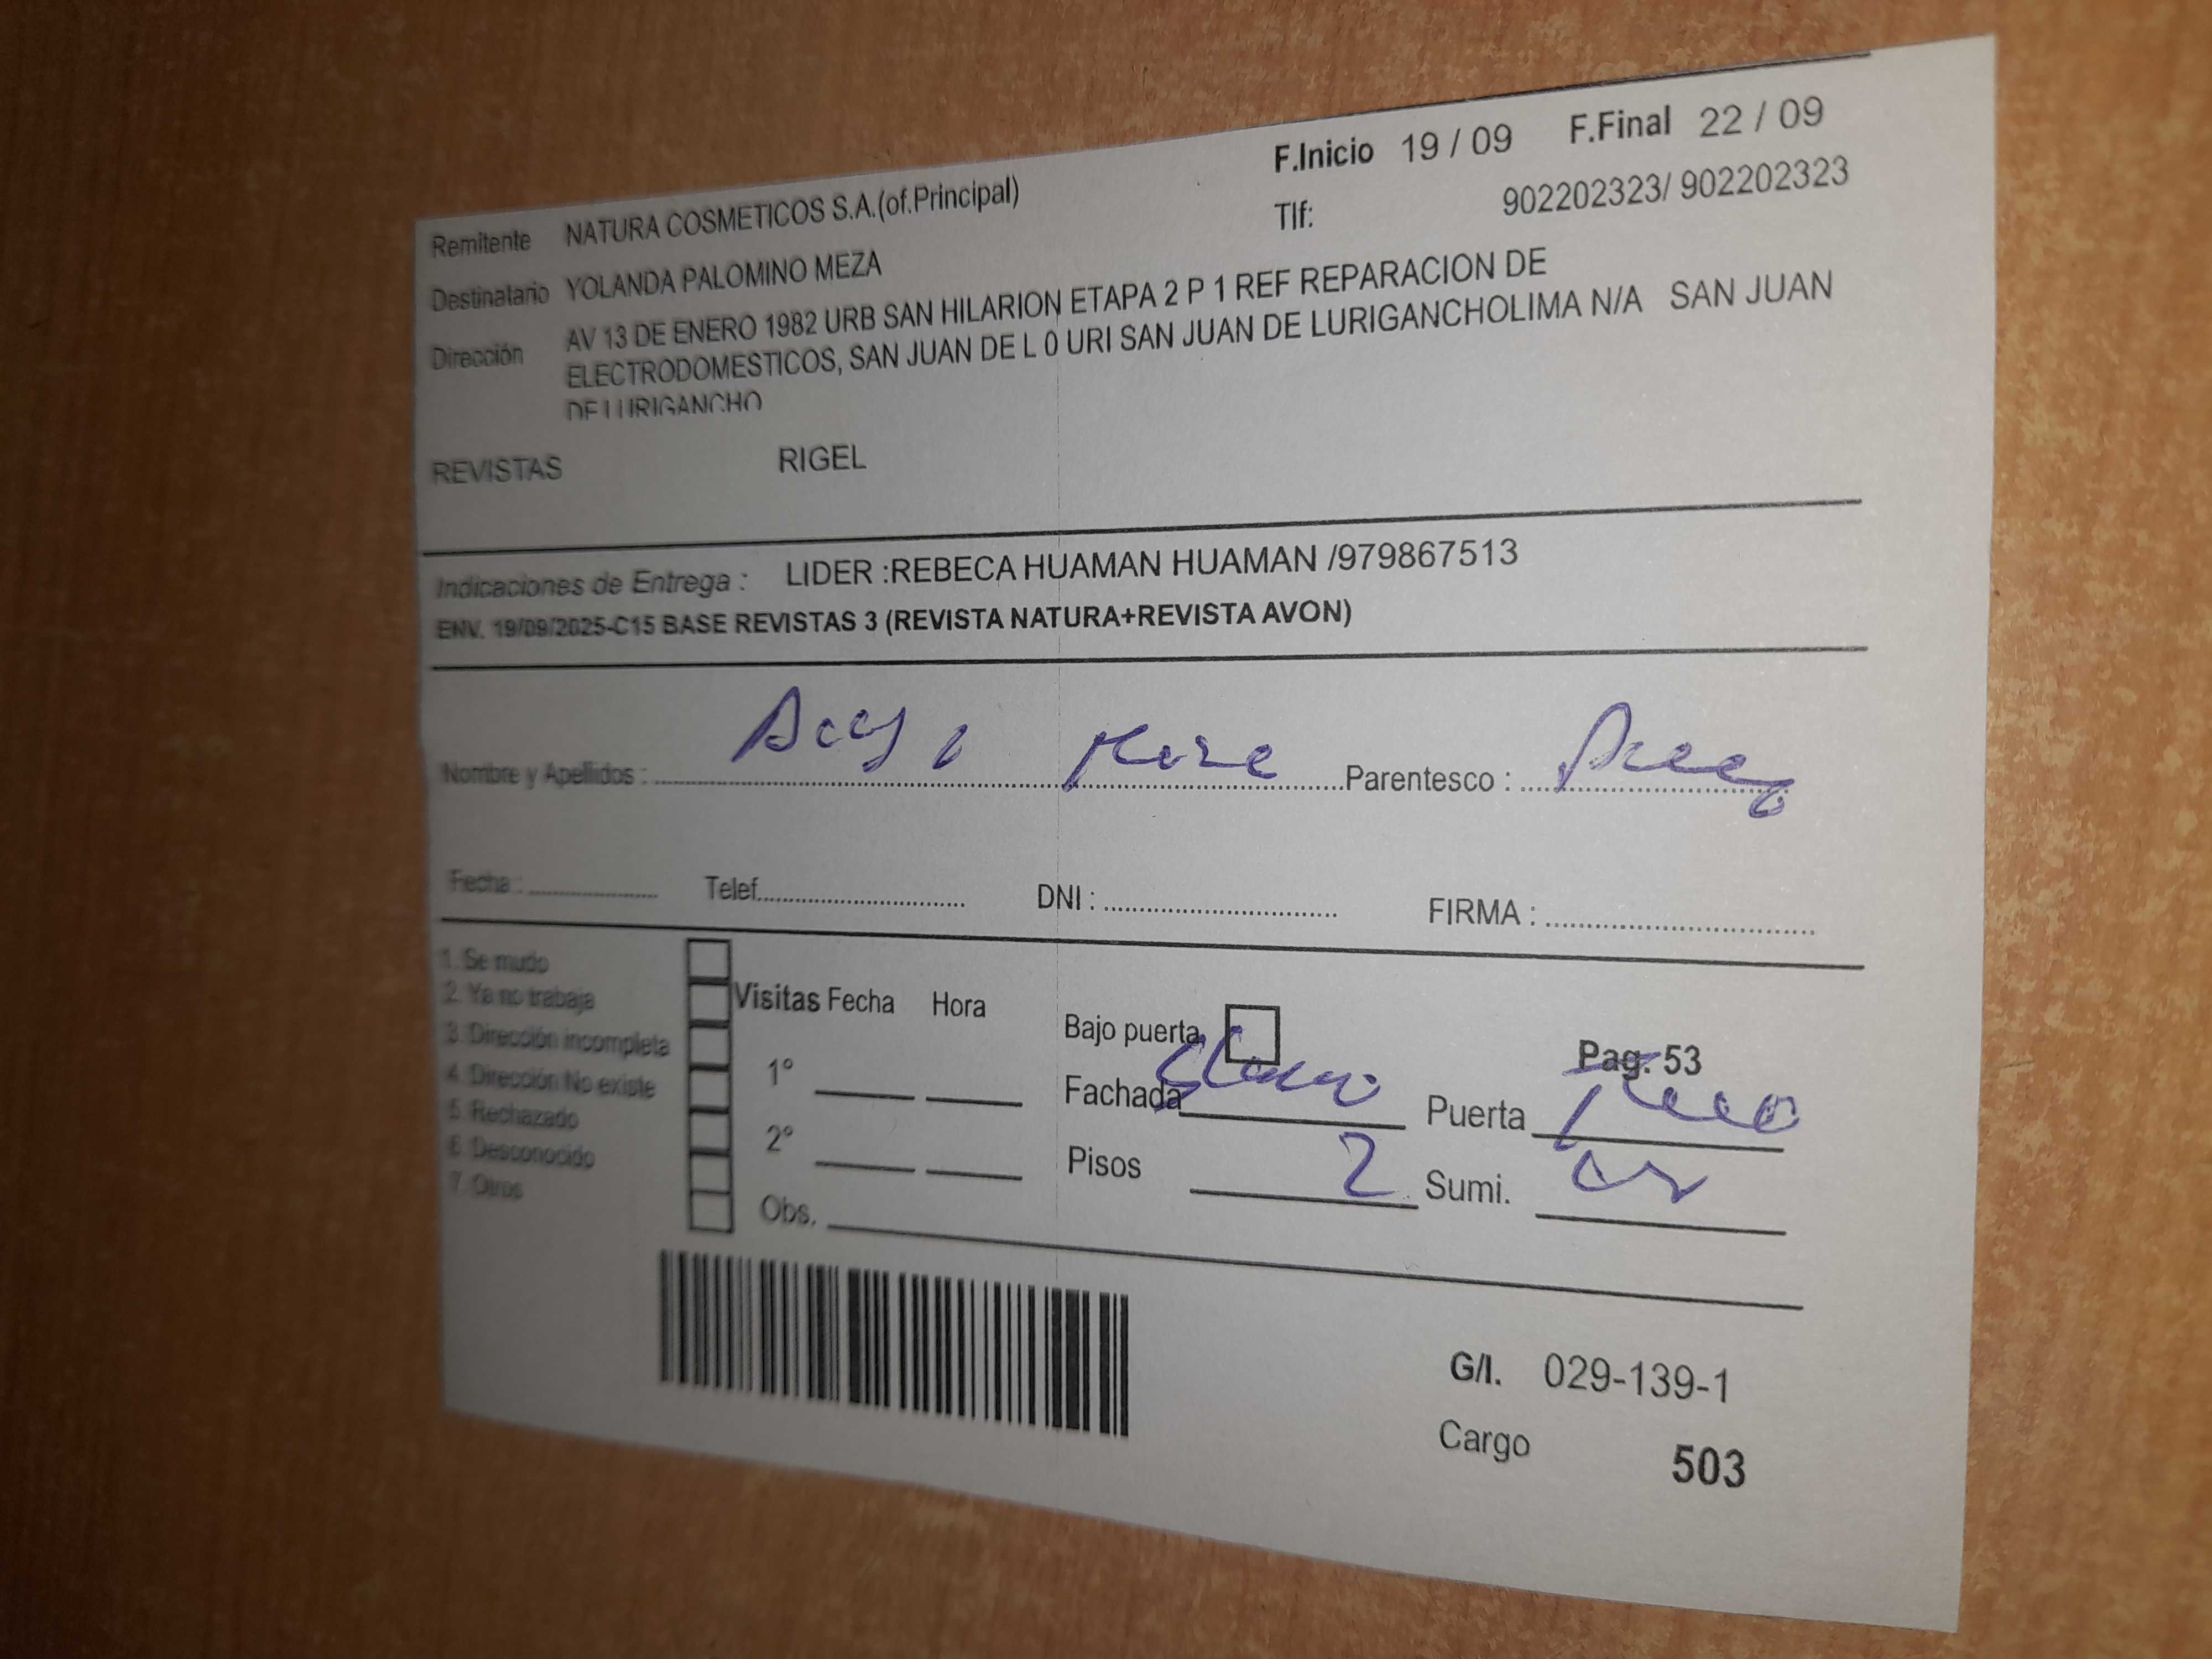 F.Inicio 19 / 09 F.Final 22 / 09
Remitente NATURA COSMETICOS S.A.(of.Principal) Tlf: 902202323/ 902202323
Destinatario YOLANDA PALOMINO MEZA
Dirección AV 13 DE ENERO 1982 URB SAN HILARION ETAPA 2 P 1 REF REPARACION DE
ELECTRODOMESTICOS, SAN JUAN DE L 0 URI SAN JUAN DE LURIGANCHOLIMA N/A SAN JUAN
DE LURIGANCHO
REVISTAS RIGEL
Indicaciones de Entrega : LIDER :REBECA HUAMAN HUAMAN /979867513
ENV. 19/09/2025-C15 BASE REVISTAS 3 (REVISTA NATURA+REVISTA AVON)
Nombre y Apellidos : Parentesco :
Fecha : Telef. DNI : FIRMA :
1. Se mudo
2. Ya no trabaja
3. Dirección incompleta
4. Dirección No existe
5. Rechazado
6. Desconocido
7. Otros
Visitas Fecha Hora
1°
2°
Obs.
Bajo puerta
Pag. 53
Fachada Puerta
Pisos 2 Sumi.
G/I. 029-139-1
Cargo 503